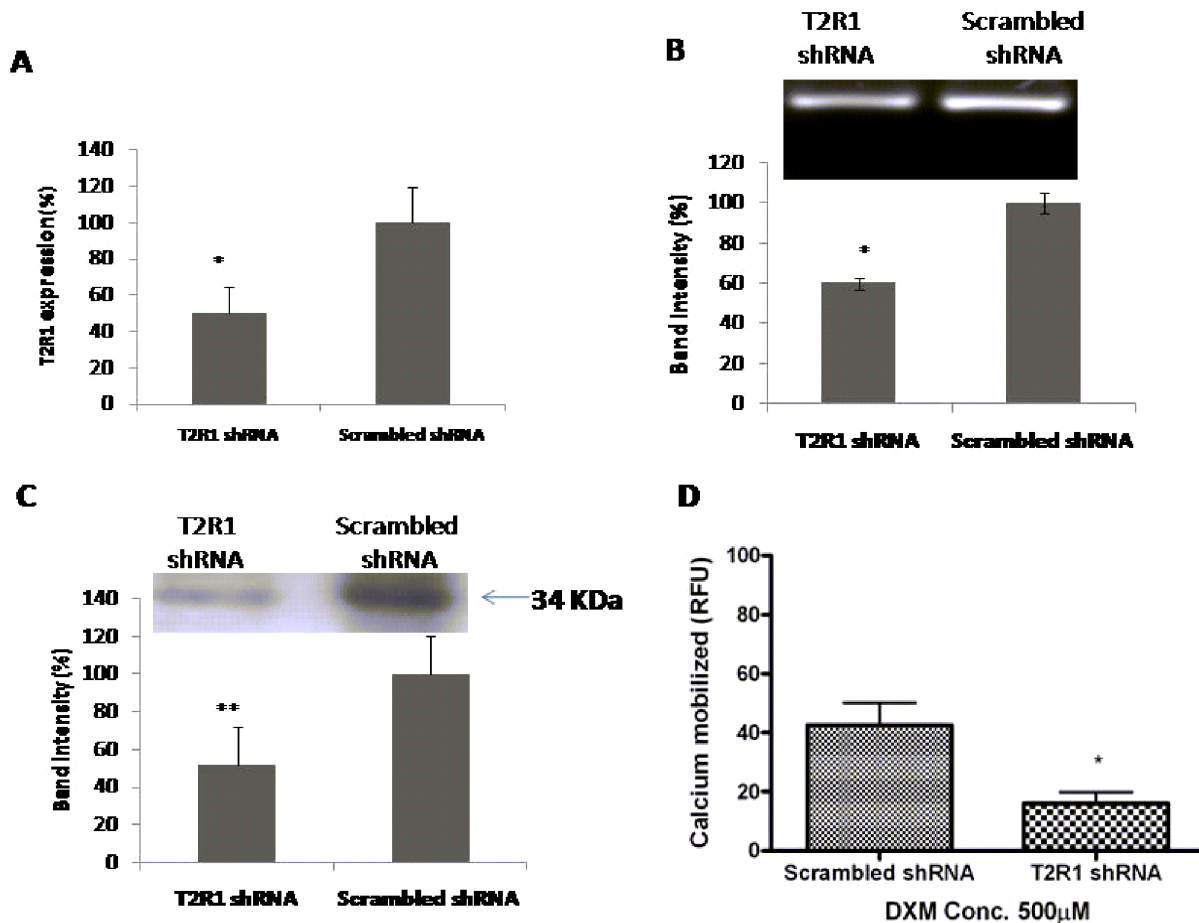 A
T2R1 expression(%)
140
120
100
80
60
40
20
0
*
T2R1 shRNA
Scrambled shRNA
B
T2R1
shRNA
Scrambled
shRNA
Band Intensity (%)
120
100
80
60
40
20
0
*
T2R1 shRNA
Scrambled shRNA
C
T2R1
shRNA
Scrambled
shRNA
34 KDa
Band Intensity (%)
140
120
100
80
60
40
20
0
**
T2R1 shRNA
Scrambled shRNA
D
Calcium mobilized (RFU)
100
80
60
40
20
0
*
Scrambled shRNA
T2R1 shRNA
DXM Conc. 500μM